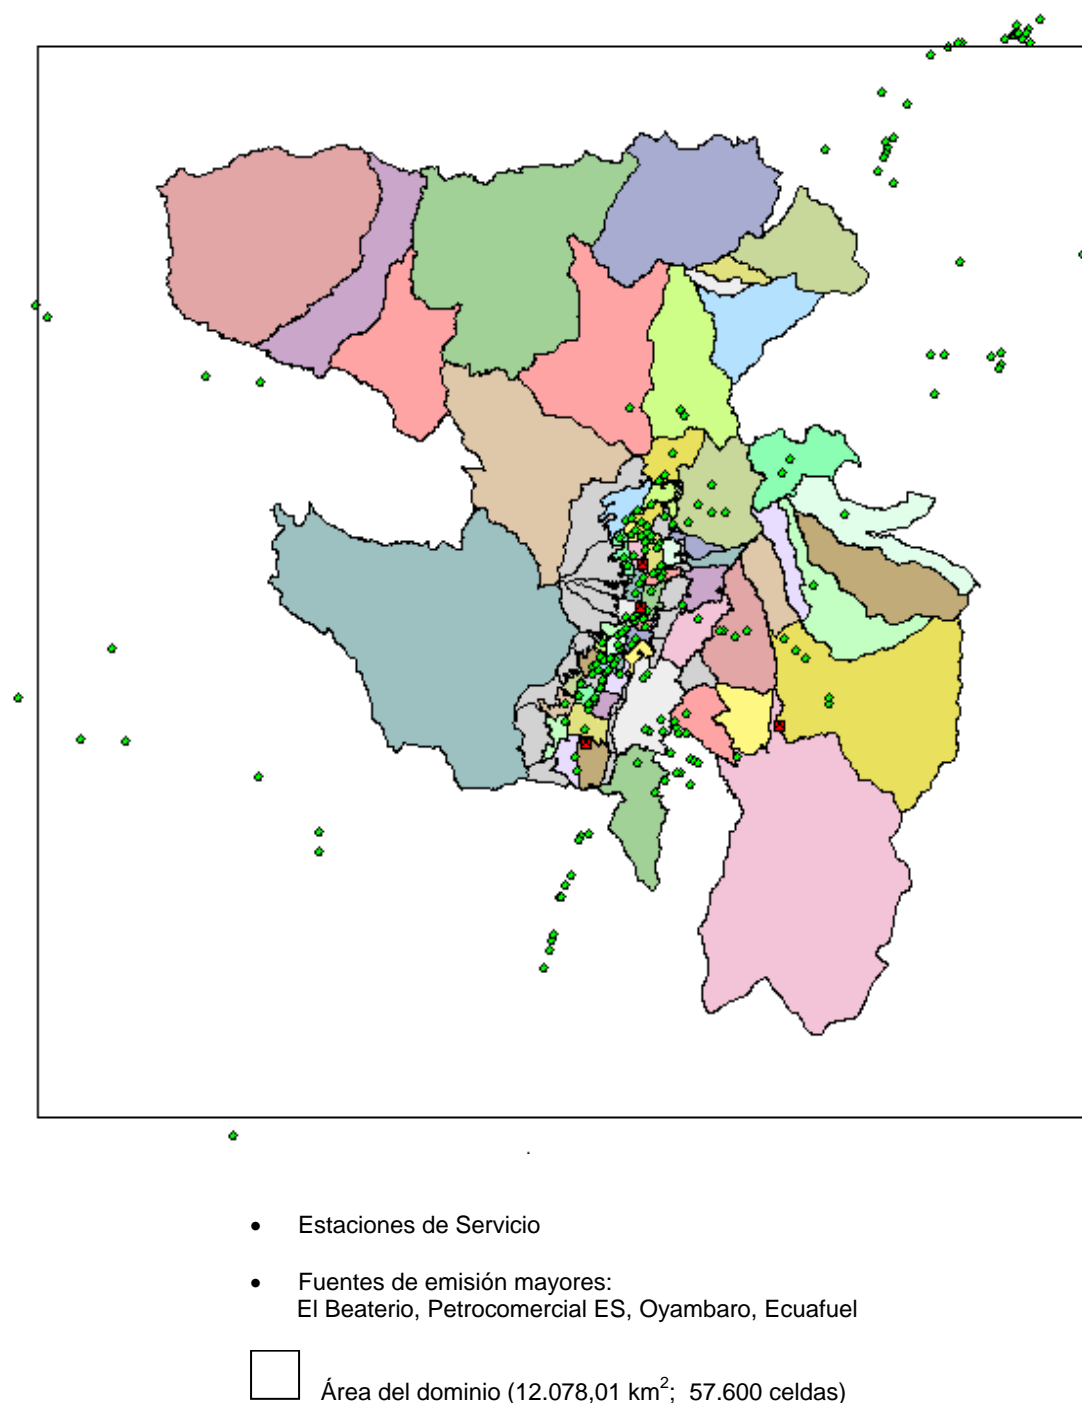 • Estaciones de Servicio
• Fuentes de emisión mayores:
El Beaterio, Petrocomercial ES, Oyambaro, Ecuafuel
Área del dominio (12.078,01 km²; 57.600 celdas)